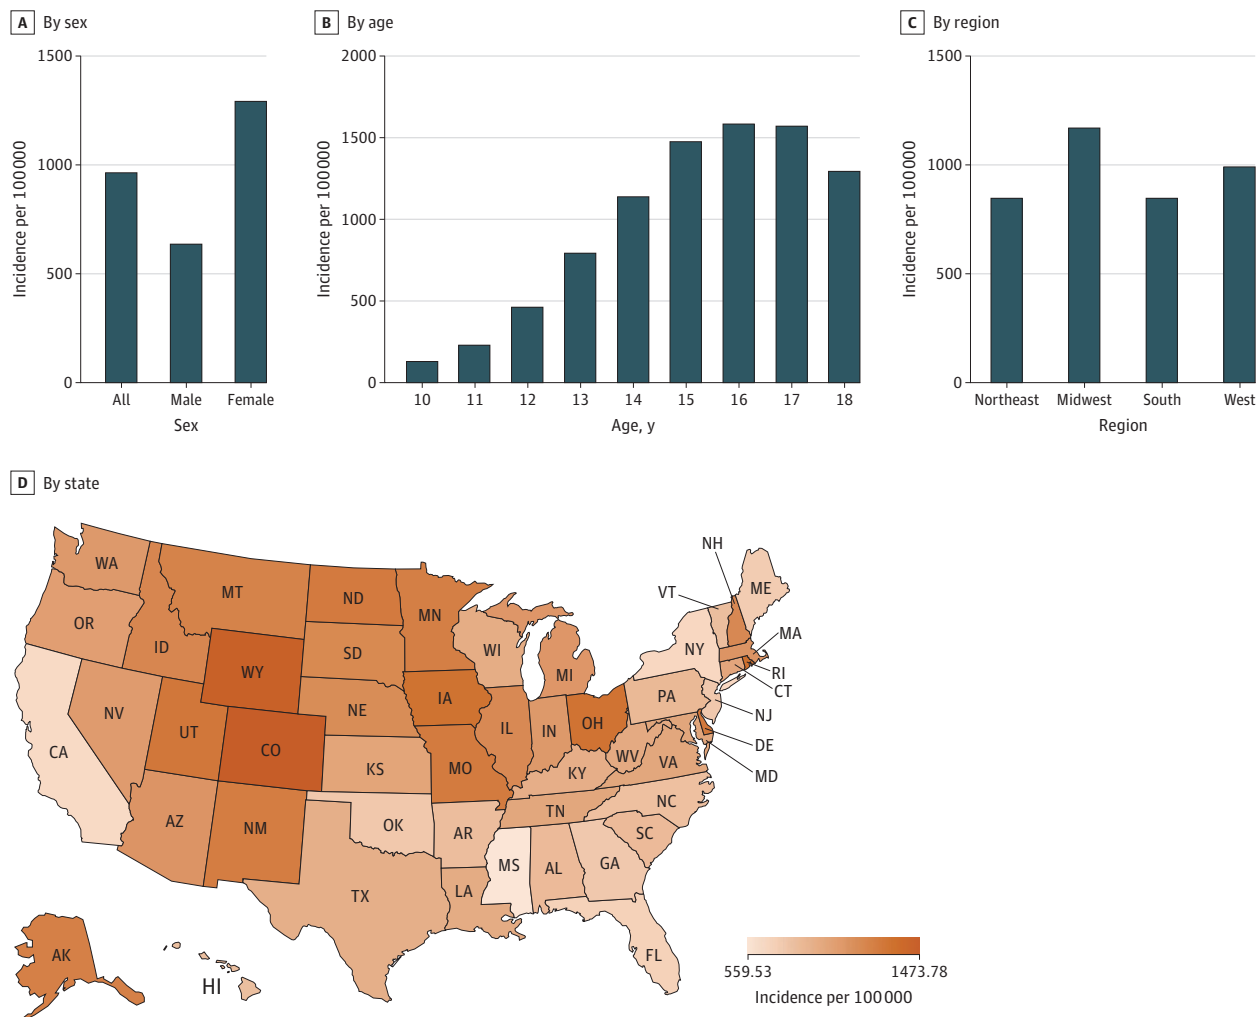 A By sex
1500
1000
500
0
Incidence per 100000
All Male Female
Sex
B By age
2000
1500
1000
500
0
Incidence per 100000
10 11 12 13 14 15 16 17 18
Age, y
C By region
1500
1000
500
0
Incidence per 100000
Northeast Midwest South West
Region
D By state
WA
MT
ND
MN
OR
ID
SD
WI
WY
MI
NV
UT
NE
IA
CA
CO
IL
IN
OH
KS
MO
KY
WV
VA
PA
NY
VT
NH
ME
MA
RI
CT
NJ
DE
MD
AZ
NM
OK
AR
TN
NC
SC
TX
LA
MS
AL
GA
FL
AK
HI
559.53 1473.78
Incidence per 100000